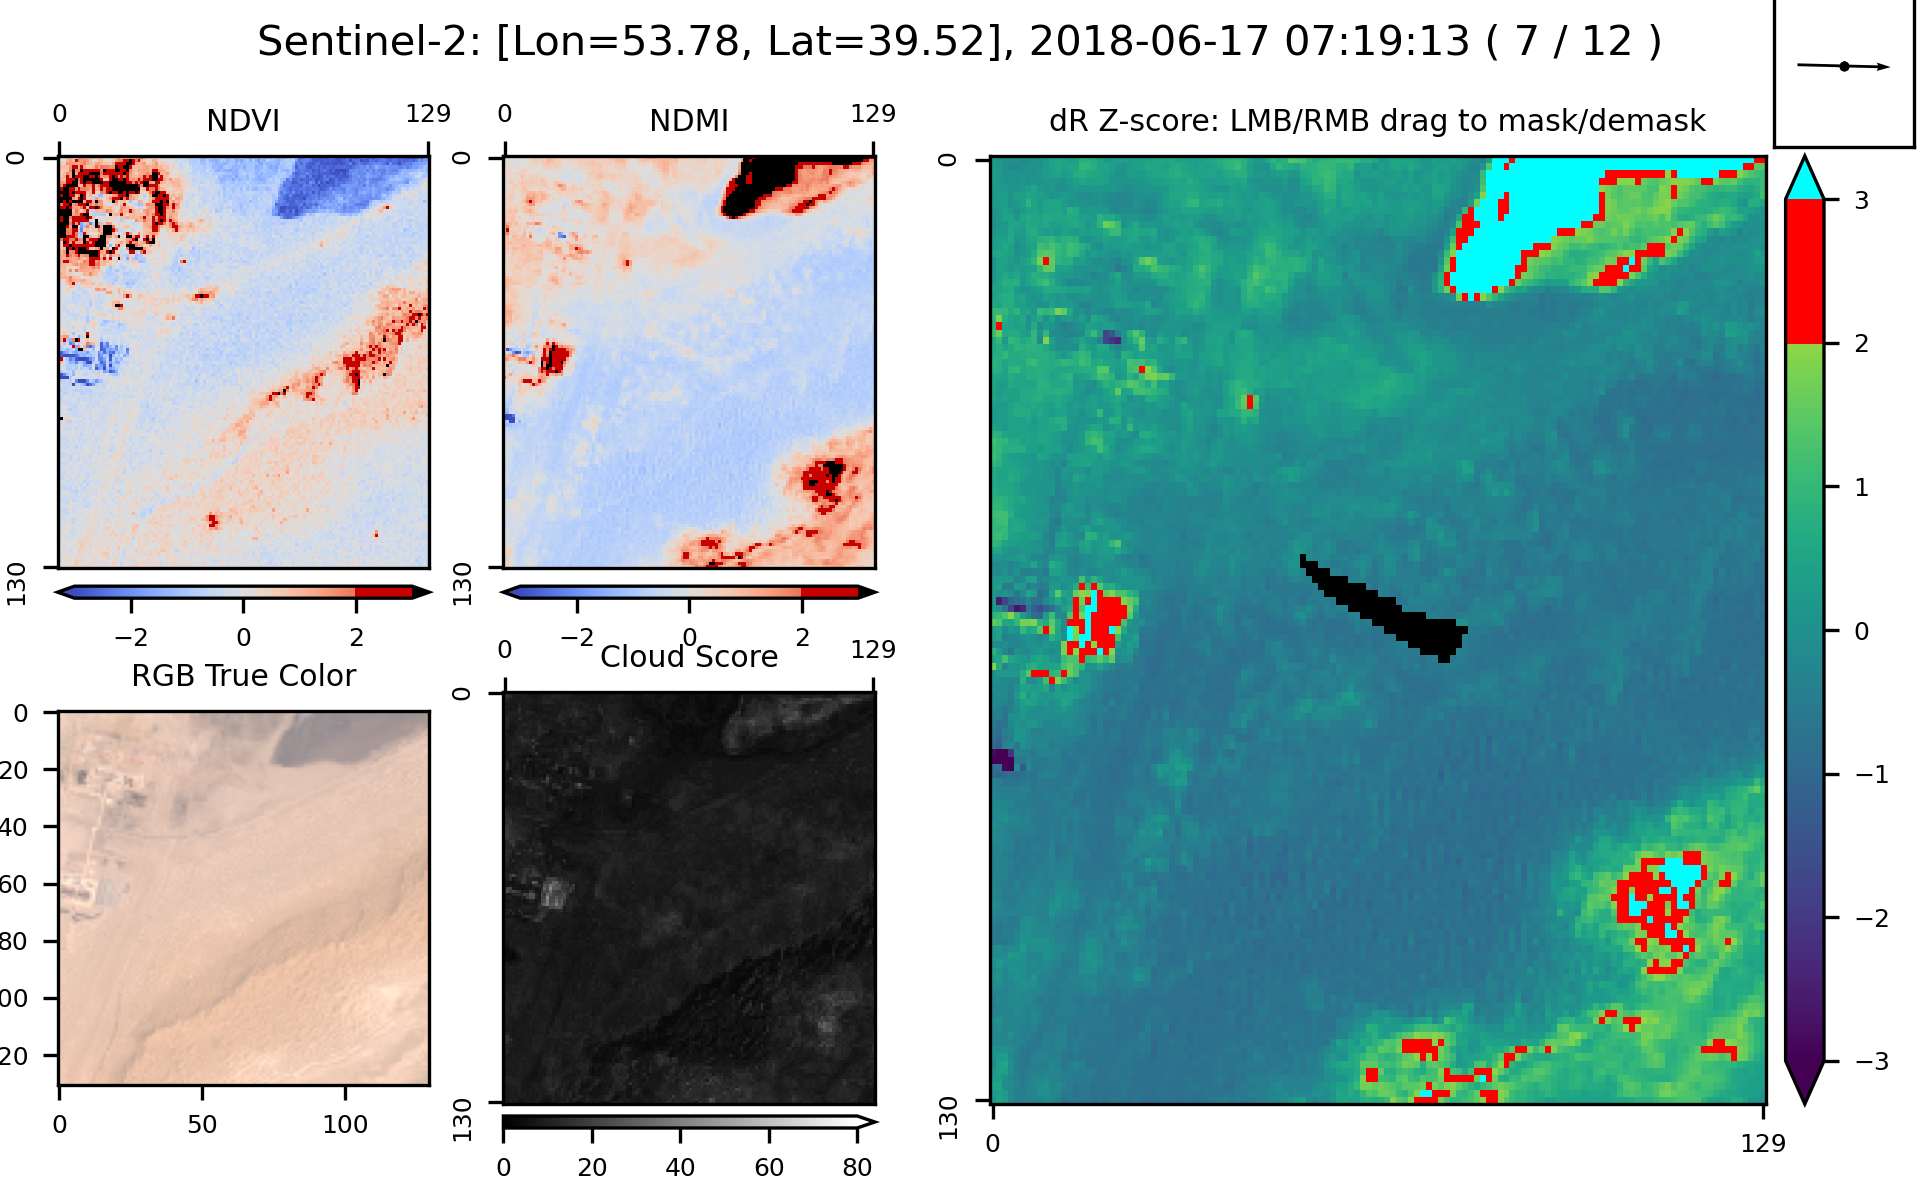 Sentinel-2: [Lon=53.78, Lat=39.52], 2018-06-17 07:19:13 ( 7 / 12 )
NDVI
0 129
0
130
−2 0 2
NDMI
0 129
0
130
−2 0 2
dR Z-score: LMB/RMB drag to mask/demask
0
130
0 129
3
2
1
0
−1
−2
−3
RGB True Color
0
20
40
60
80
00
20
0 50 100
Cloud Score
0 129
0
130
0 20 40 60 80